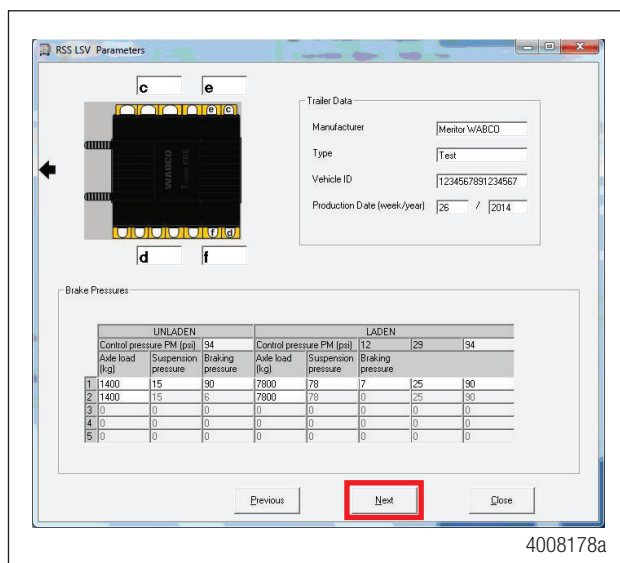 RSS LSV Parameters
c e
e c
WABCO
Trailer EBS
f d
d f
Trailer Data
Manufacturer Meritor WABCO
Type Test
Vehicle ID 1234567891234567
Production Date (week/year) 26 / 2014
Brake Pressures
UNLADEN LADEN
Control pressure PM (psi) 94 Control pressure PM (psi) 12 29 94
Axle load (kg) Suspension pressure Braking pressure Axle load (kg) Suspension pressure Braking pressure
1 1400 15 90 7800 78 7 25 90
2 1400 15 6 7800 78 0 25 90
3 0 0 0 0 0 0 0 0
4 0 0 0 0 0 0 0 0
5 0 0 0 0 0 0 0 0
Previous Next Close
4008178a